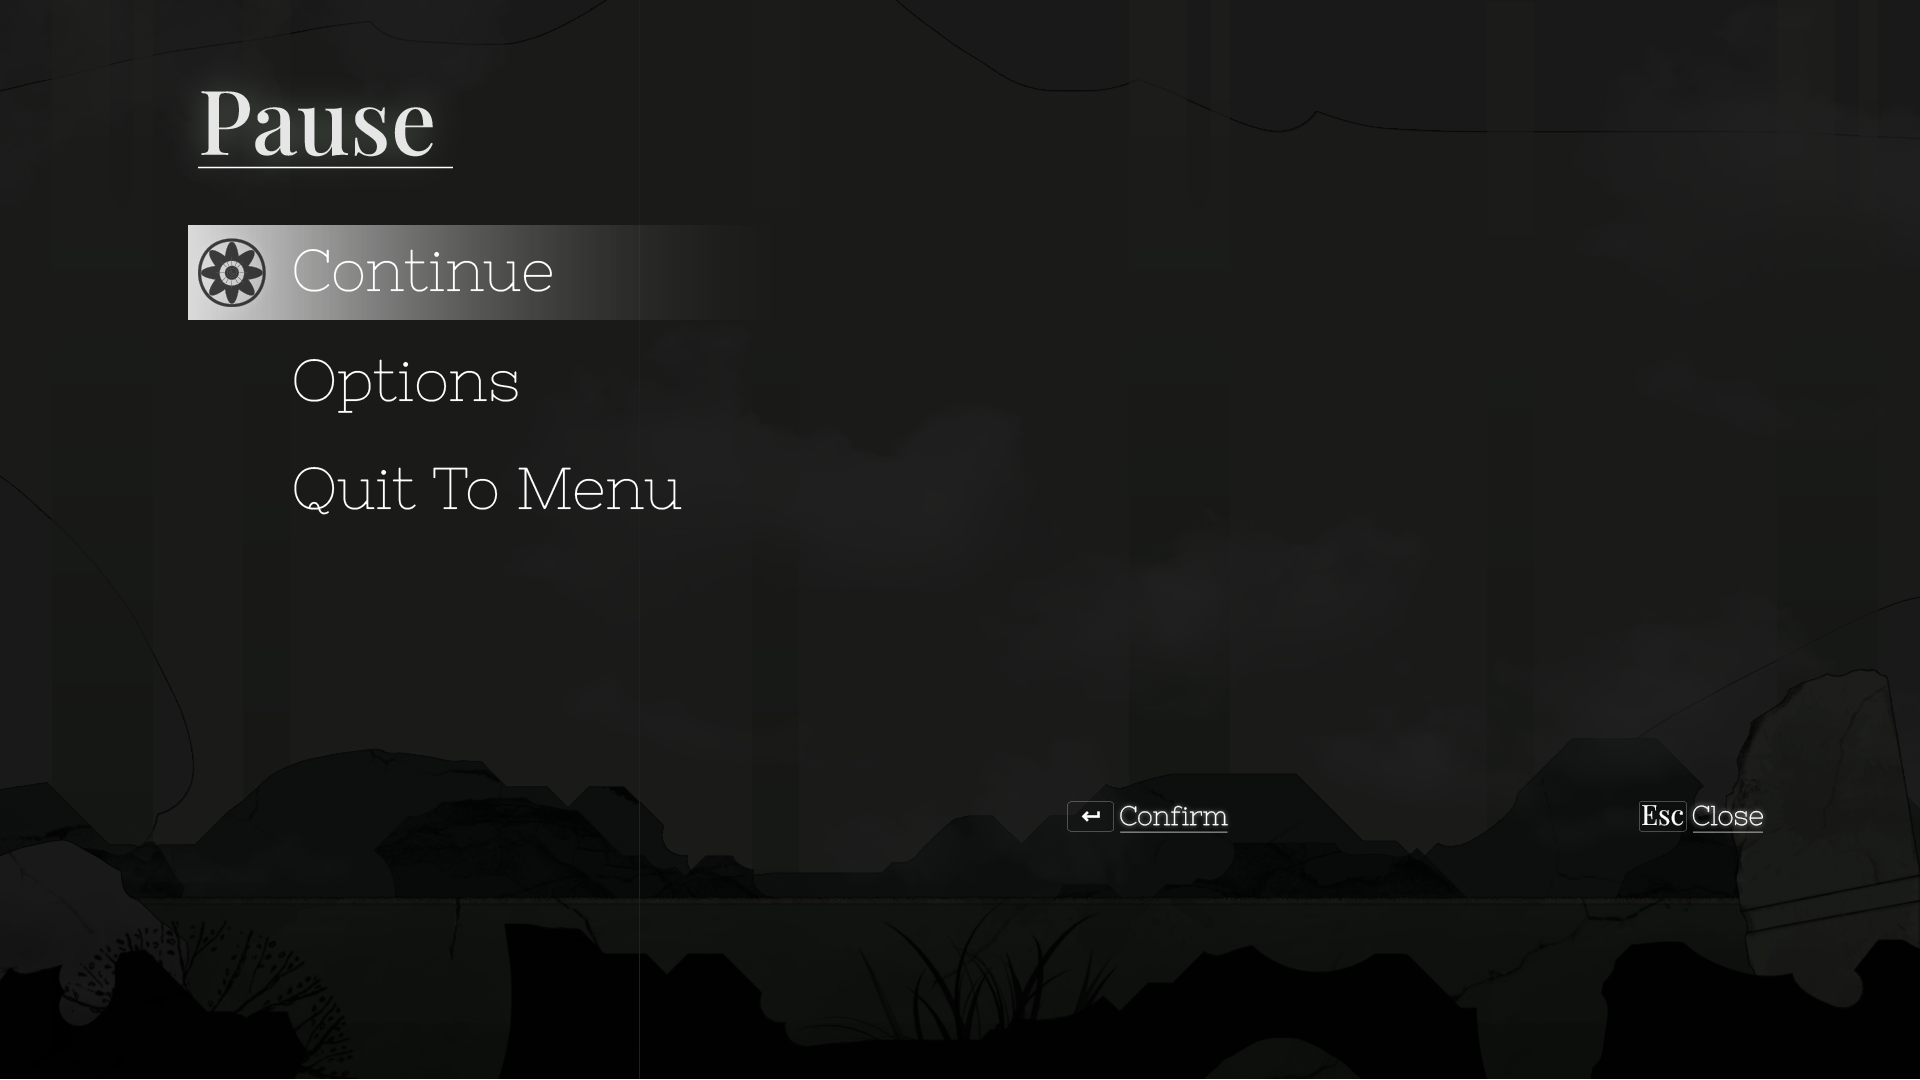 Pause
Continue
Options
Quit To Menu
↵ Confirm
Esc Close